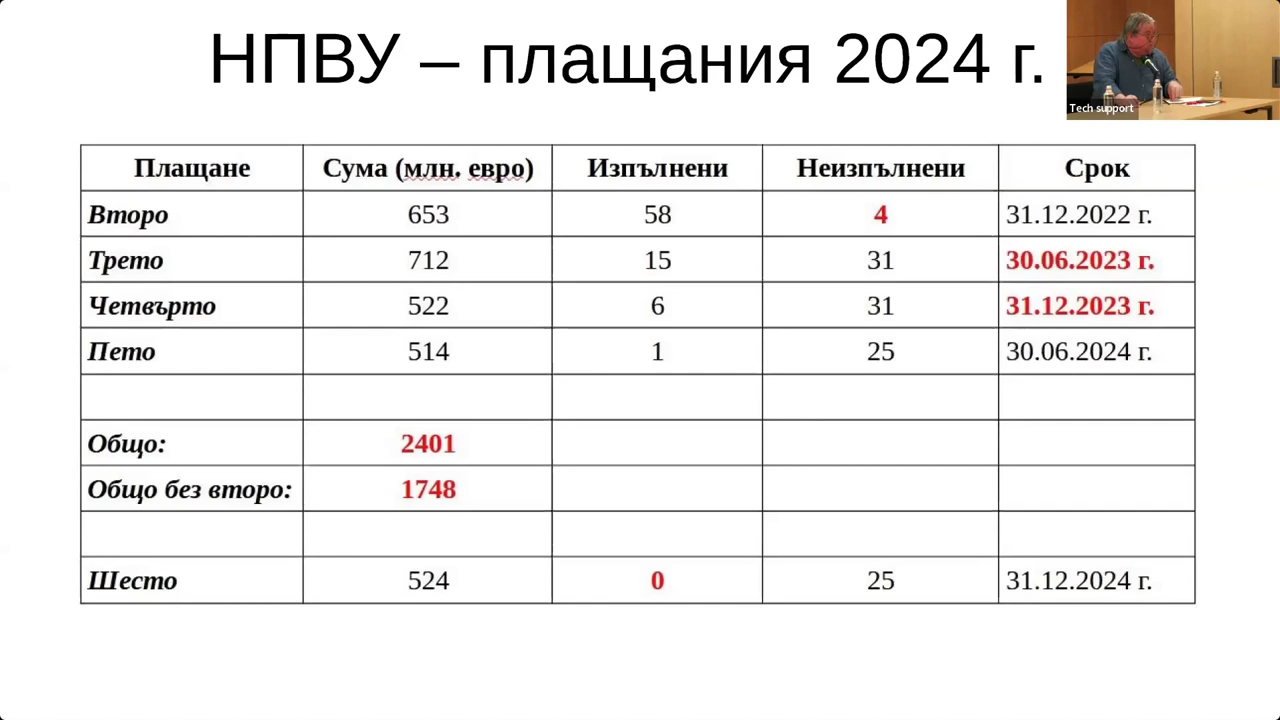 НПВУ – плащания 2024 г.
Tech support
Плащане Сума (млн. евро) Изпълнени Неизпълнени Срок
Второ 653 58 4 31.12.2022 г.
Трето 712 15 31 30.06.2023 г.
Четвърто 522 6 31 31.12.2023 г.
Пето 514 1 25 30.06.2024 г.
Общо: 2401
Общо без второ: 1748
Шесто 524 0 25 31.12.2024 г.